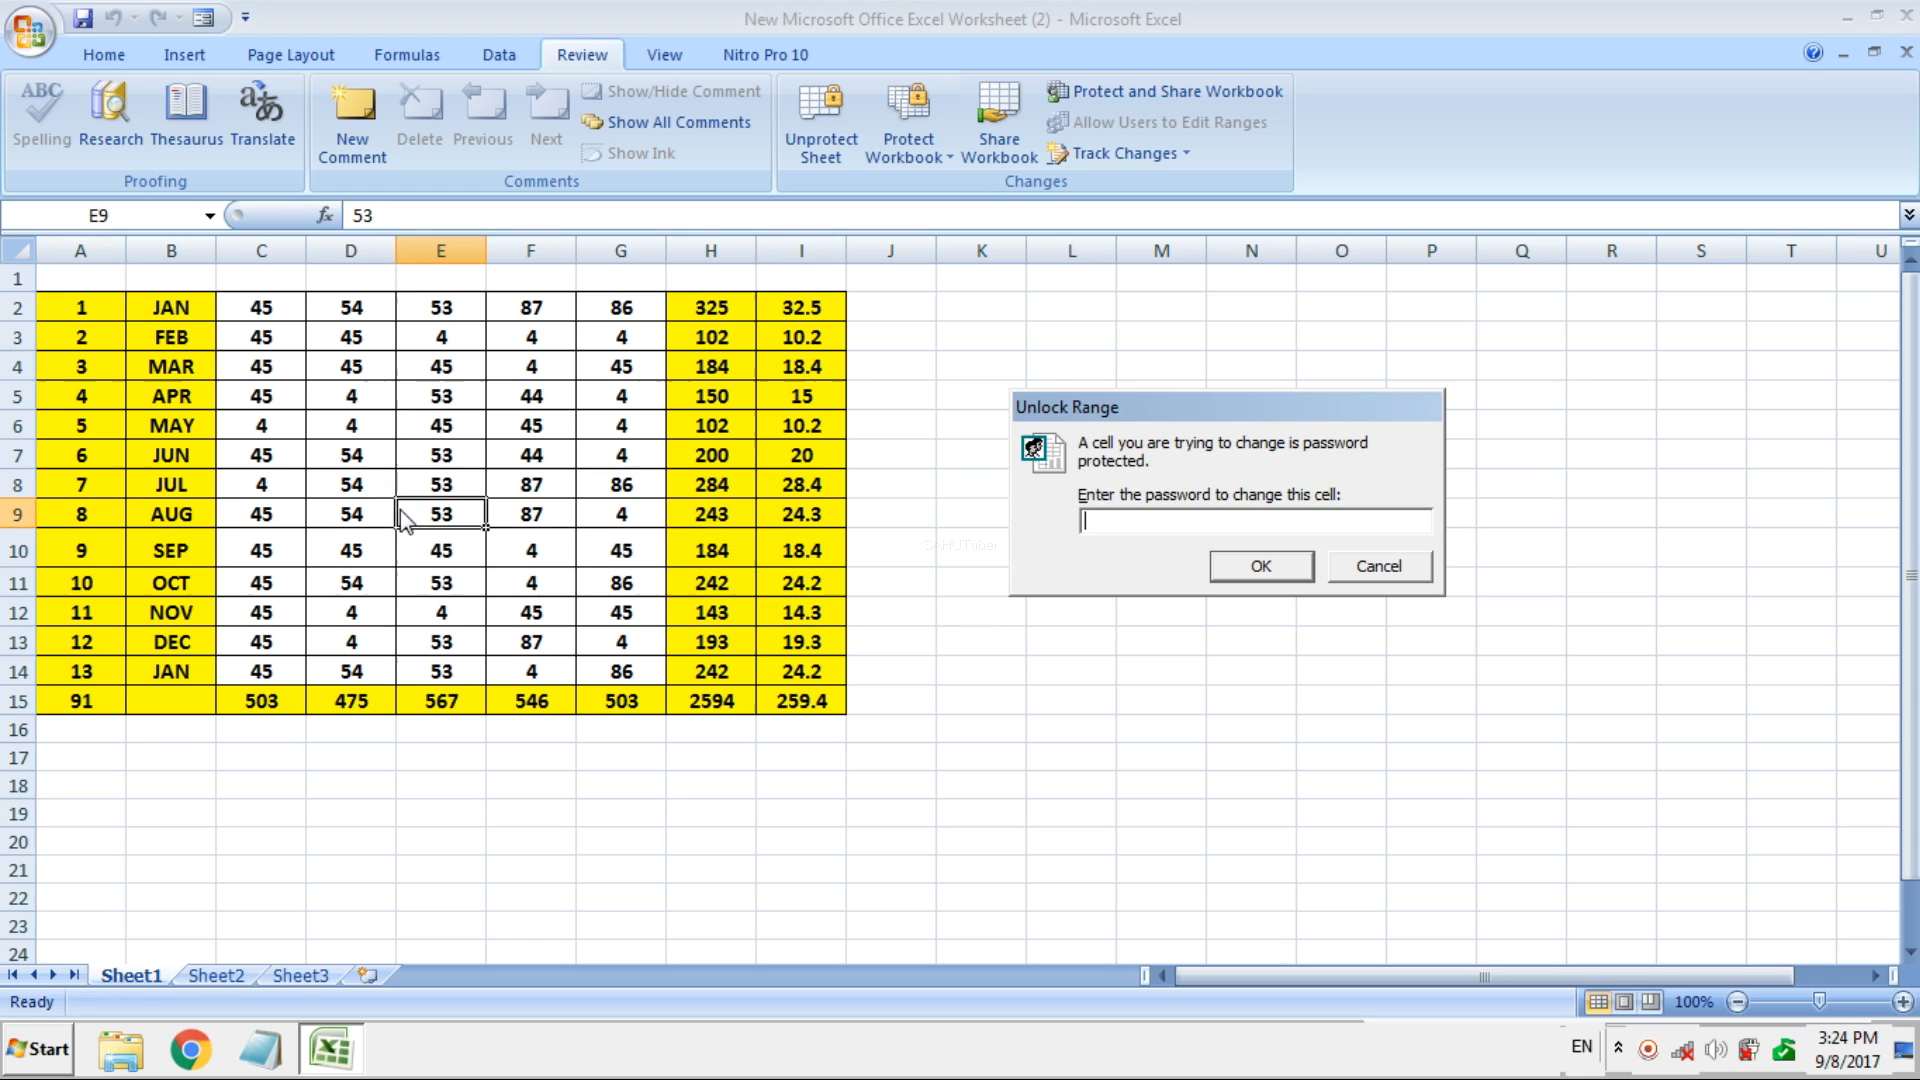 New Microsoft Office Excel Worksheet (2) - Microsoft Excel
Home Insert Page Layout Formulas Data Review View Nitro Pro 10
ABC
Spelling Research Thesaurus Translate
Proofing
New Comment Delete Previous Next
Show/Hide Comment
Show All Comments
Show Ink
Comments
Unprotect Sheet Protect Workbook Share Workbook
Protect and Share Workbook
Allow Users to Edit Ranges
Track Changes
Changes
E9 fx 53
A B C D E F G H I J K L M N O P Q R S T U
1
2 1 JAN 45 54 53 87 86 325 32.5
3 2 FEB 45 45 4 4 4 102 10.2
4 3 MAR 45 45 45 4 45 184 18.4
5 4 APR 45 4 53 44 4 150 15
6 5 MAY 4 4 45 45 4 102 10.2
7 6 JUN 45 54 53 44 4 200 20
8 7 JUL 4 54 53 87 86 284 28.4
9 8 AUG 45 54 53 87 4 243 24.3
10 9 SEP 45 45 45 4 45 184 18.4
11 10 OCT 45 54 53 4 86 242 24.2
12 11 NOV 45 4 4 45 45 143 14.3
13 12 DEC 45 4 53 87 4 193 19.3
14 13 JAN 45 54 53 4 86 242 24.2
15 91 503 475 567 546 503 2594 259.4
16
17
18
19
20
21
22
23
24
Unlock Range
A cell you are trying to change is password
protected.
Enter the password to change this cell:
OK Cancel
SAHUTuber
Sheet1 Sheet2 Sheet3
Ready 100%
Start EN 3:24 PM
9/8/2017